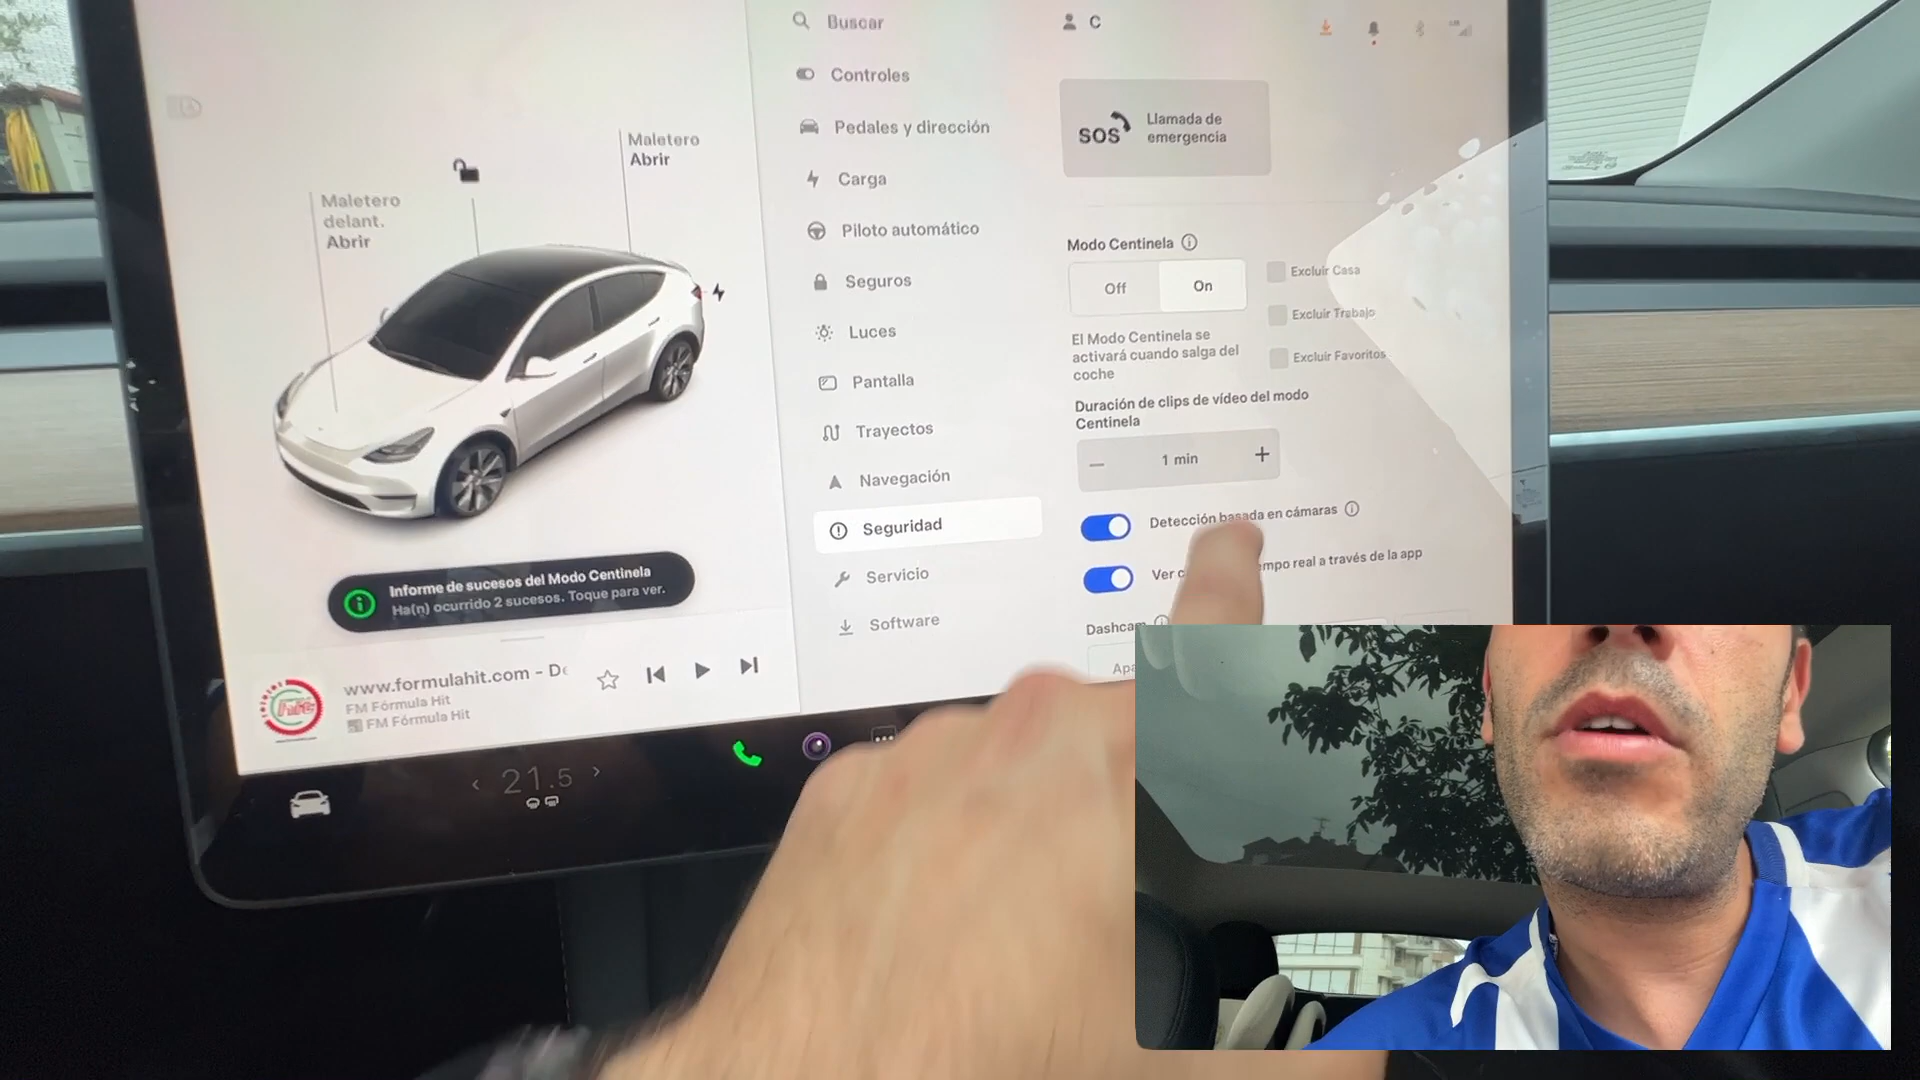 Buscar
C
Controles
Pedales y dirección
Carga
Piloto automático
Seguros
Luces
Pantalla
Trayectos
Navegación
Seguridad
Servicio
Software
SOS
Llamada de
emergencia
Modo Centinela
Off
On
Excluir Casa
Excluir Trabajo
Excluir Favoritos
El Modo Centinela se
activará cuando salga del
coche
Duración de clips de vídeo del modo
Centinela
1 min
Detección basada en cámaras
Ver
mpo real a través de la app
Dashcam
Maletero
Abrir
Maletero
delant.
Abrir
Informe de sucesos del Modo Centinela
Ha(n) ocurrido 2 sucesos. Toque para ver.
www.formulahit.com - De
FM Fórmula Hit
FM Fórmula Hit
21.5